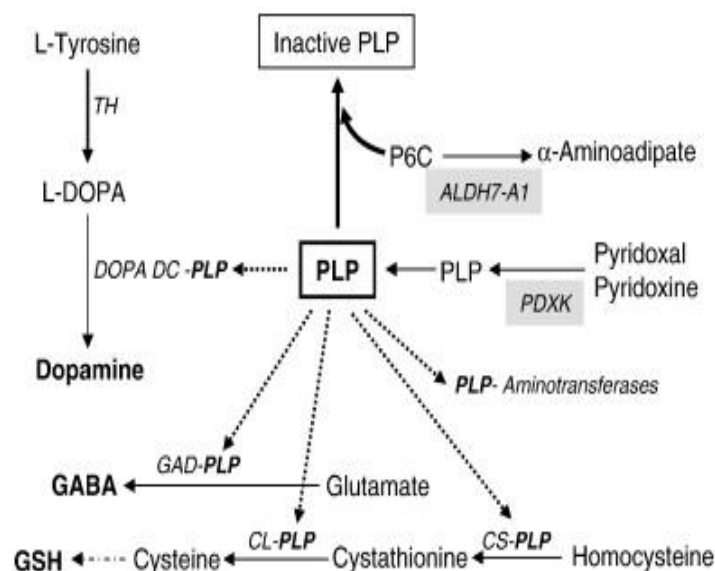 L-Tyrosine
Inactive PLP
TH
P6C
α-Aminoadipate
ALDH7-A1
L-DOPA
DOPA DC -PLP
PLP
PLP
Pyridoxal
Pyridoxine
PDXK
Dopamine
PLP- Aminotransferases
GAD-PLP
GABA
Glutamate
CL-PLP
CS-PLP
GSH
Cysteine
Cystathionine
Homocysteine